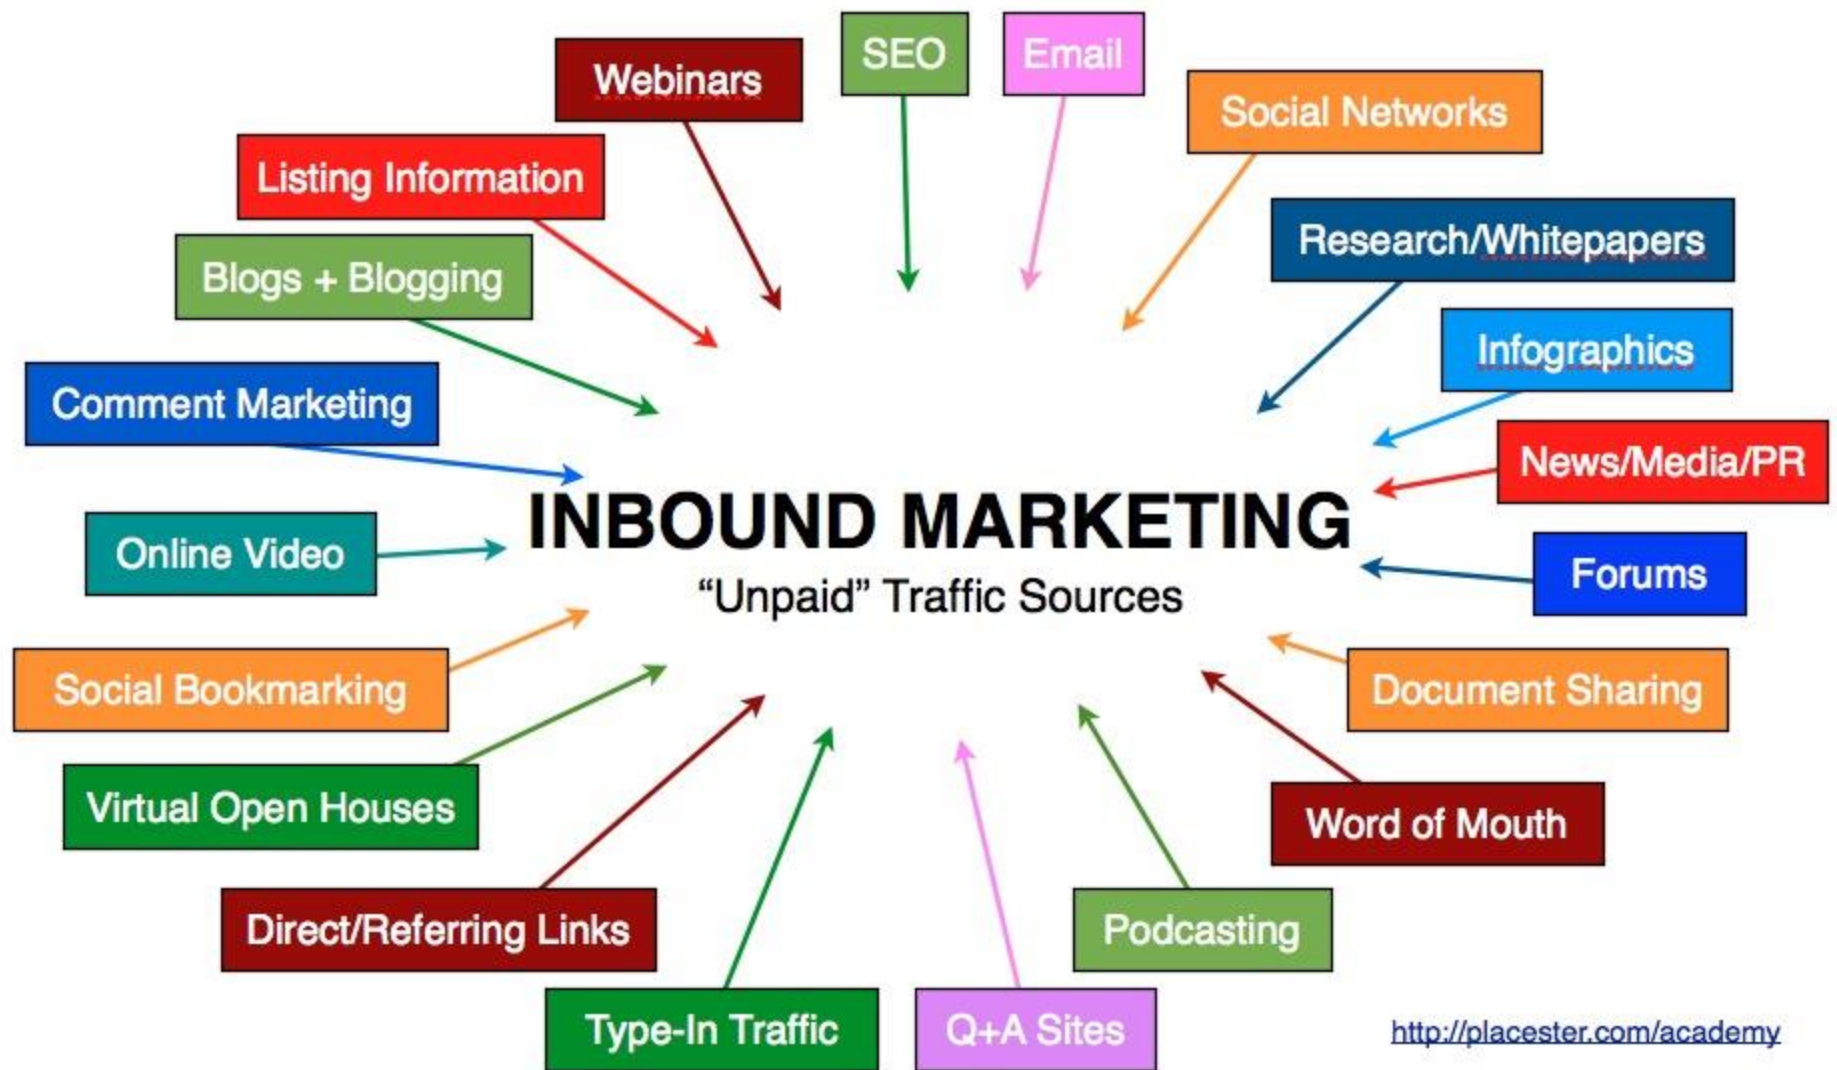 SEO
Email
Webinars
Social Networks
Listing Information
Research/Whitepapers
Blogs + Blogging
Infographics
Comment Marketing
News/Media/PR
INBOUND MARKETING
Online Video
Forums
“Unpaid” Traffic Sources
Social Bookmarking
Document Sharing
Virtual Open Houses
Word of Mouth
Direct/Referring Links
Podcasting
Type-In Traffic
Q+A Sites
http://placester.com/academy